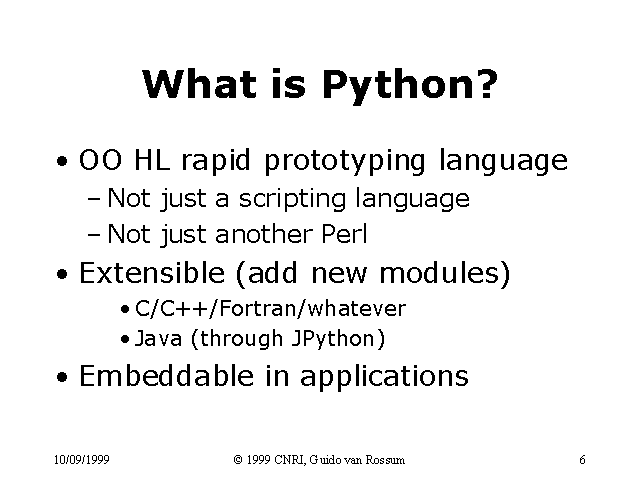 What is Python?
• OO HL rapid prototyping language
– Not just a scripting language
– Not just another Perl
• Extensible (add new modules)
• C/C++/Fortran/whatever
• Java (through JPython)
• Embeddable in applications
10/09/1999
© 1999 CNRI, Guido van Rossum
6